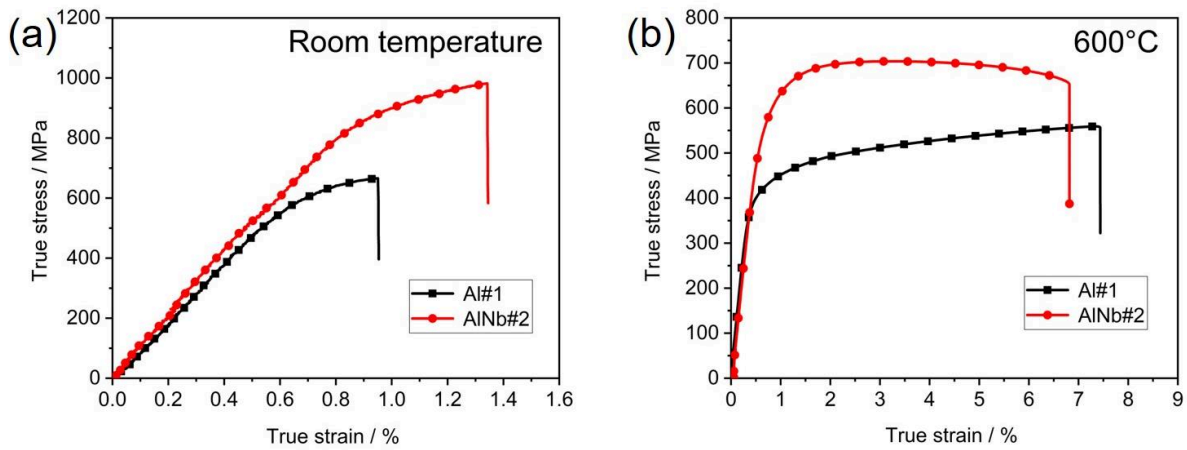 (a)
Room temperature
1200
1000
800
600
400
200
0
True stress / MPa
0.0 0.2 0.4 0.6 0.8 1.0 1.2 1.4 1.6
True strain / %
Al#1
AlNb#2
(b)
600°C
800
700
600
500
400
300
200
100
0
True stress / MPa
0 1 2 3 4 5 6 7 8 9
True strain / %
Al#1
AlNb#2